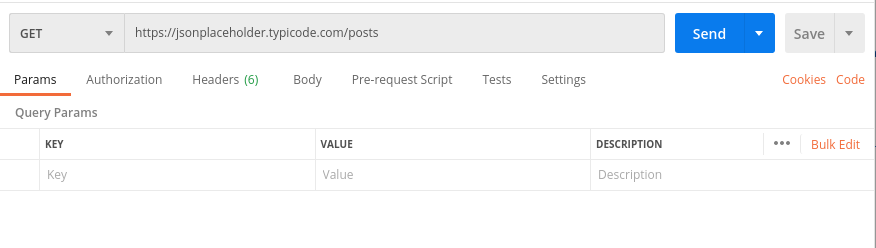 GET https://jsonplaceholder.typicode.com/posts Send Save
Params Authorization Headers (6) Body Pre-request Script Tests Settings Cookies Code
Query Params
KEY VALUE DESCRIPTION ••• Bulk Edit
Key Value Description